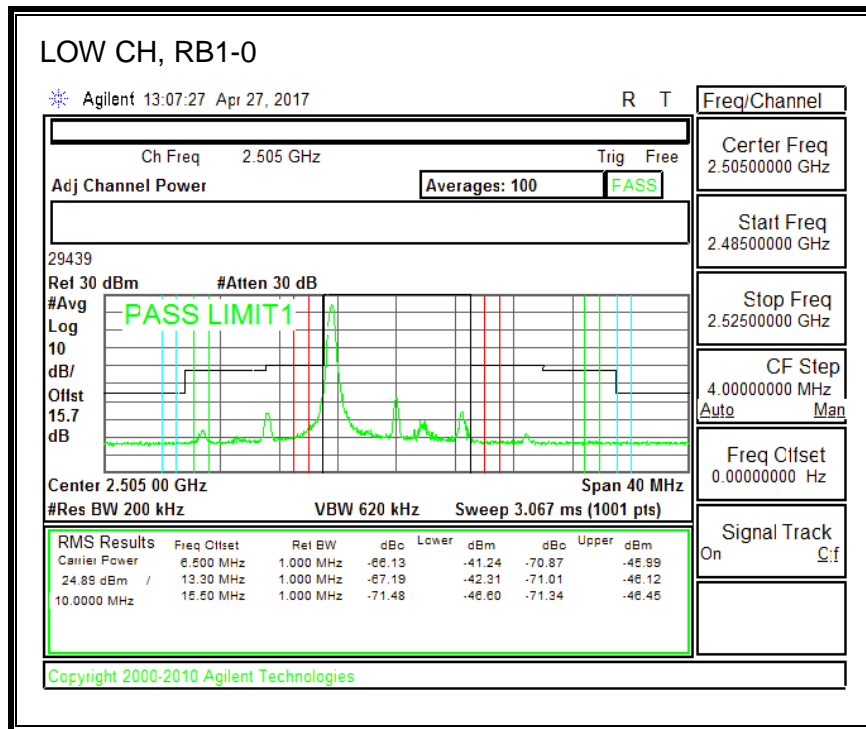 LOW CH, RB1-0
Agilent 13:07:27 Apr 27, 2017 R T
Ch Freq 2.505 GHz Trig Free
Adj Channel Power Averages: 100 PASS
29439
Ref 30 dBm #Atten 30 dB
#Avg
Log
10
dB/
Offst
15.7
dB
PASS LIMIT1
Center 2.505 00 GHz Span 40 MHz
#Res BW 200 kHz VBW 620 kHz Sweep 3.067 ms (1001 pts)
RMS Results Freq Offset Ref BW dBc Lower dBm dBc Upper dBm
Carrier Power 6.500 MHz 1.000 MHz -66.13 -41.24 -70.87 -45.99
24.89 dBm / 13.30 MHz 1.000 MHz -67.19 -42.31 -71.01 -46.12
10.0000 MHz 15.50 MHz 1.000 MHz -71.48 -46.60 -71.34 -46.45
Copyright 2000-2010 Agilent Technologies
Freq/Channel
Center Freq
2.50500000 GHz
Start Freq
2.48500000 GHz
Stop Freq
2.52500000 GHz
CF Step
4.00000000 MHz
Auto Man
Freq Offset
0.00000000 Hz
Signal Track
On Off